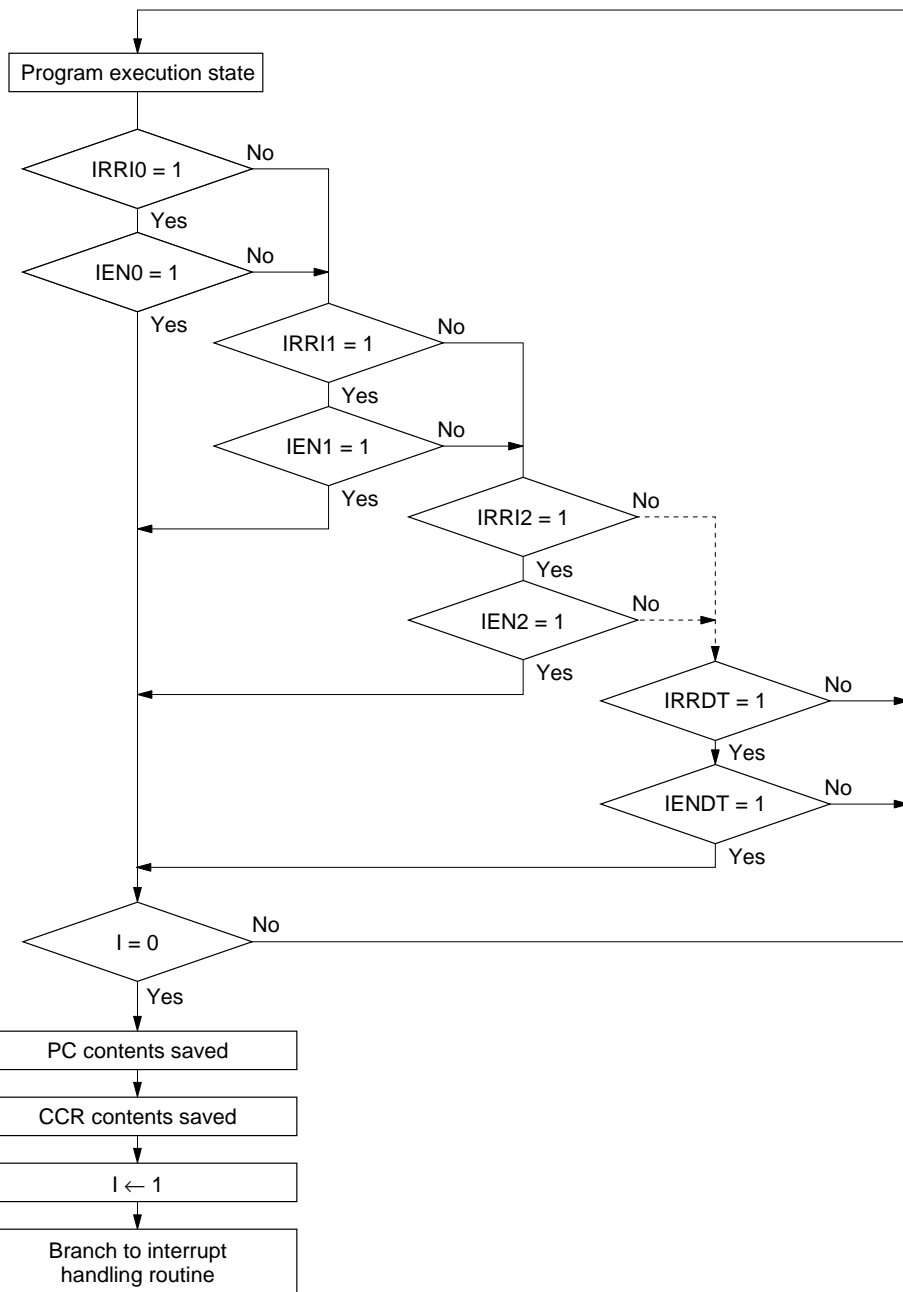 Program execution state
IRRI0 = 1
No
Yes
IEN0 = 1
No
Yes
IRRI1 = 1
No
Yes
IEN1 = 1
No
Yes
IRRI2 = 1
No
Yes
IEN2 = 1
No
Yes
IRRDT = 1
No
Yes
IENDT = 1
No
Yes
I = 0
No
Yes
PC contents saved
CCR contents saved
I ← 1
Branch to interrupt
handling routine